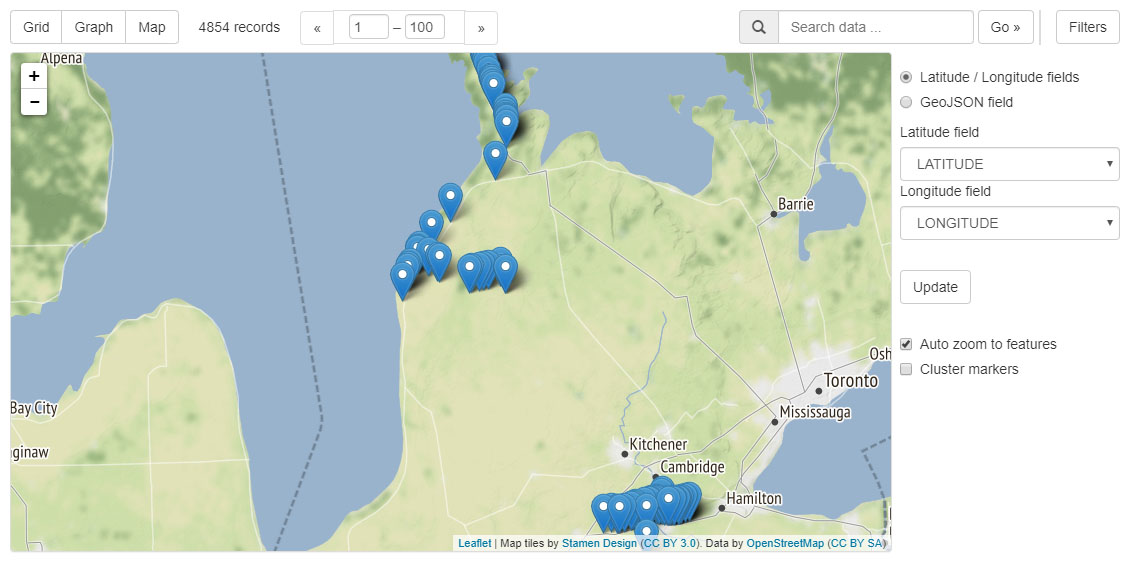 Grid Graph Map 4854 records « 1 – 100 » Search data ... Go » Filters
Alpena
+
−
Barrie
Osh
Toronto
Mississauga
Bay City
ginaw
Kitchener
Cambridge
Hamilton
Leaflet | Map tiles by Stamen Design (CC BY 3.0). Data by OpenStreetMap (CC BY SA)
Latitude / Longitude fields
GeoJSON field
Latitude field
LATITUDE
Longitude field
LONGITUDE
Update
Auto zoom to features
Cluster markers